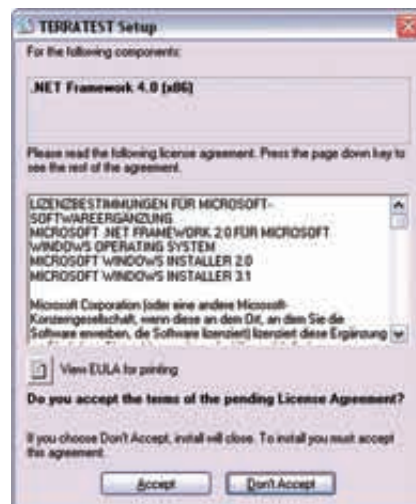 TERRATEST Setup
For the following components:
.NET Framework 4.0 (x86)
Please read the following license agreement. Press the page down key to
see the rest of the agreement.
LIZENZBESTIMMUNGEN FÜR MICROSOFT-
SOFTWAREERGÄNZUNG
MICROSOFT .NET FRAMEWORK 2.0 FÜR MICROSOFT
WINDOWS OPERATING SYSTEM
MICROSOFT WINDOWS INSTALLER 2.0
MICROSOFT WINDOWS INSTALLER 3.1
Microsoft Corporation (oder eine andere Microsoft-
Konzerngesellschaft, wenn diese an dem Ort, an dem Sie die
Software erwerben, die Software lizenziert) lizenziert diese Ergänzung
View EULA for printing
Do you accept the terms of the pending License Agreement?
If you choose Don't Accept, install will close. To install you must accept
this agreement.
Accept
Don't Accept